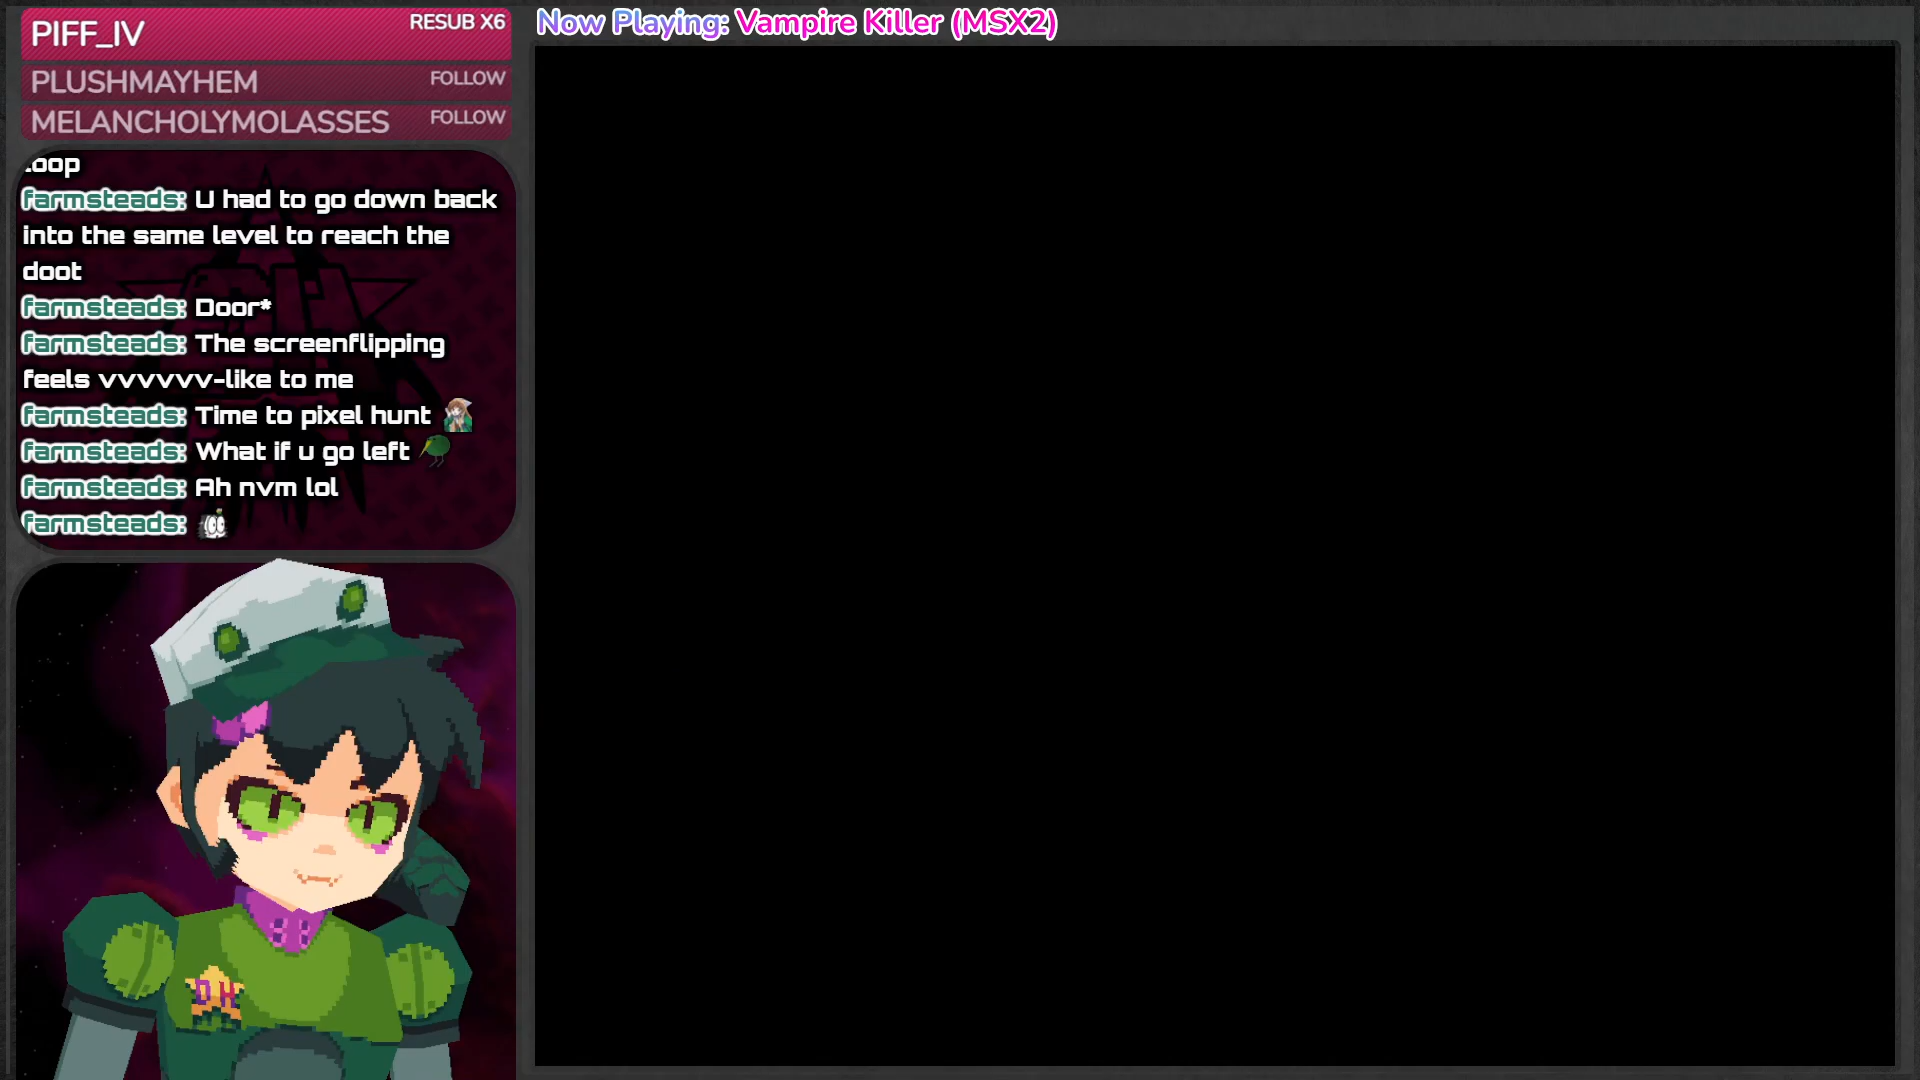 PIFF_IV RESUB X6
PLUSHMAYHEM FOLLOW
MELANCHOLYMOLASSES FOLLOW
Now Playing: Vampire Killer (MSX2)
farmsteads: U had to go down back
into the same level to reach the
doot
farmsteads: Door*
farmsteads: The screenflipping
feels vvvvvv-like to me
farmsteads: Time to pixel hunt
farmsteads: What if u go left
farmsteads: Ah nvm lol
farmsteads:
DH